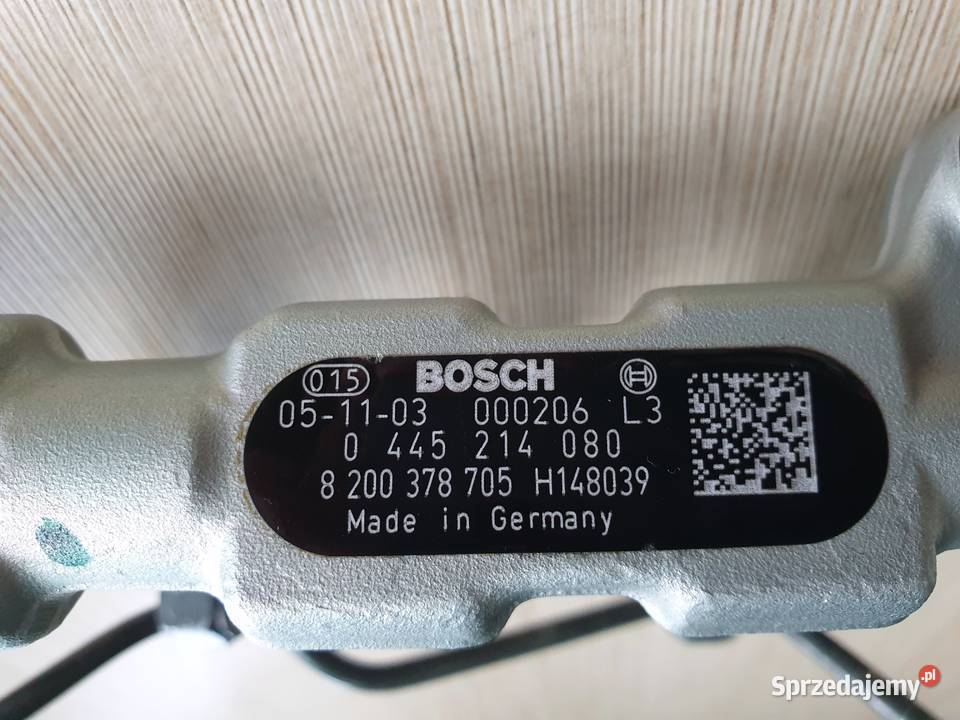 015 BOSCH H
05-11-03 000206 L3
0 445 214 080
8 200 378 705 H148039
Made in Germany
Sprzedajemy.pl